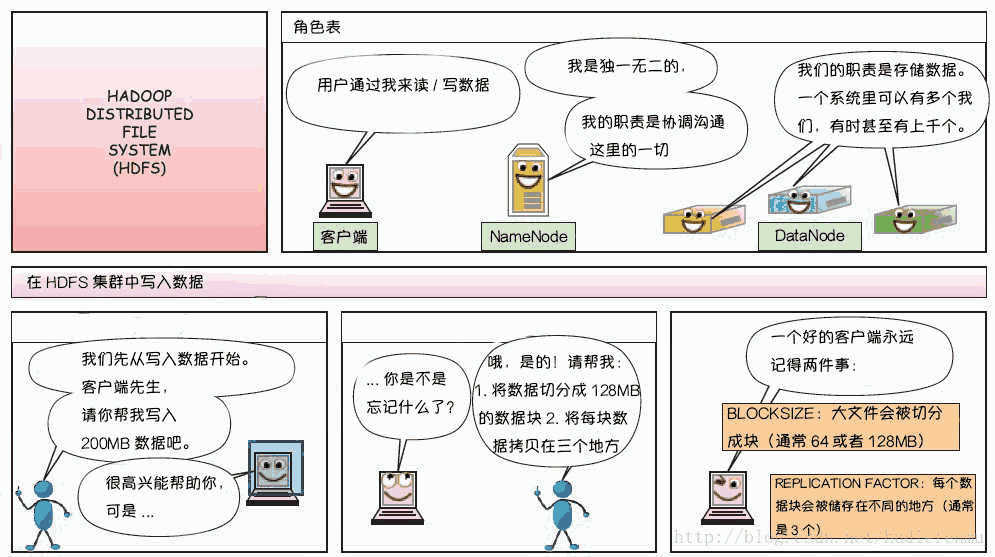 HADOOP
DISTRIBUTED
FILE
SYSTEM
(HDFS)
角色表
用户通过我来读 / 写数据
我是独一无二的，
我的职责是协调沟通
这里的一切
我们的职责是存储数据。
一个系统里可以有多个我
们，有时甚至有上千个。
客户端
NameNode
DataNode
在 HDFS 集群中写入数据
我们先从写入数据开始。
客户端先生，
请你帮我写入
200MB 数据吧。
很高兴能帮助你，
可是 ...
... 你是不是
忘记什么了？
哦，是的！请帮我：
1. 将数据切分成 128MB
的数据块 2. 将每块数
据拷贝在三个地方
一个好的客户端永远
记得两件事：
BLOCKSIZE：大文件会被切分
成块（通常 64 或者 128MB）
REPLICATION FACTOR：每个数
据块会被储存在不同的地方（通常
是 3 个）